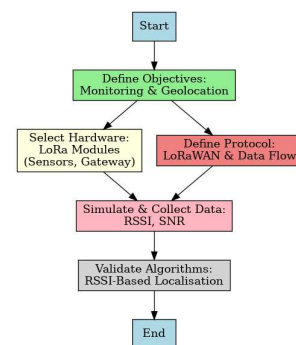 Start
Define Objectives:
Monitoring & Geolocation
Select Hardware:
LoRa Modules
(Sensors, Gateway)
Define Protocol:
LoRaWAN & Data Flow
Simulate & Collect Data:
RSSI, SNR
Validate Algorithms:
RSSI-Based Localisation
End